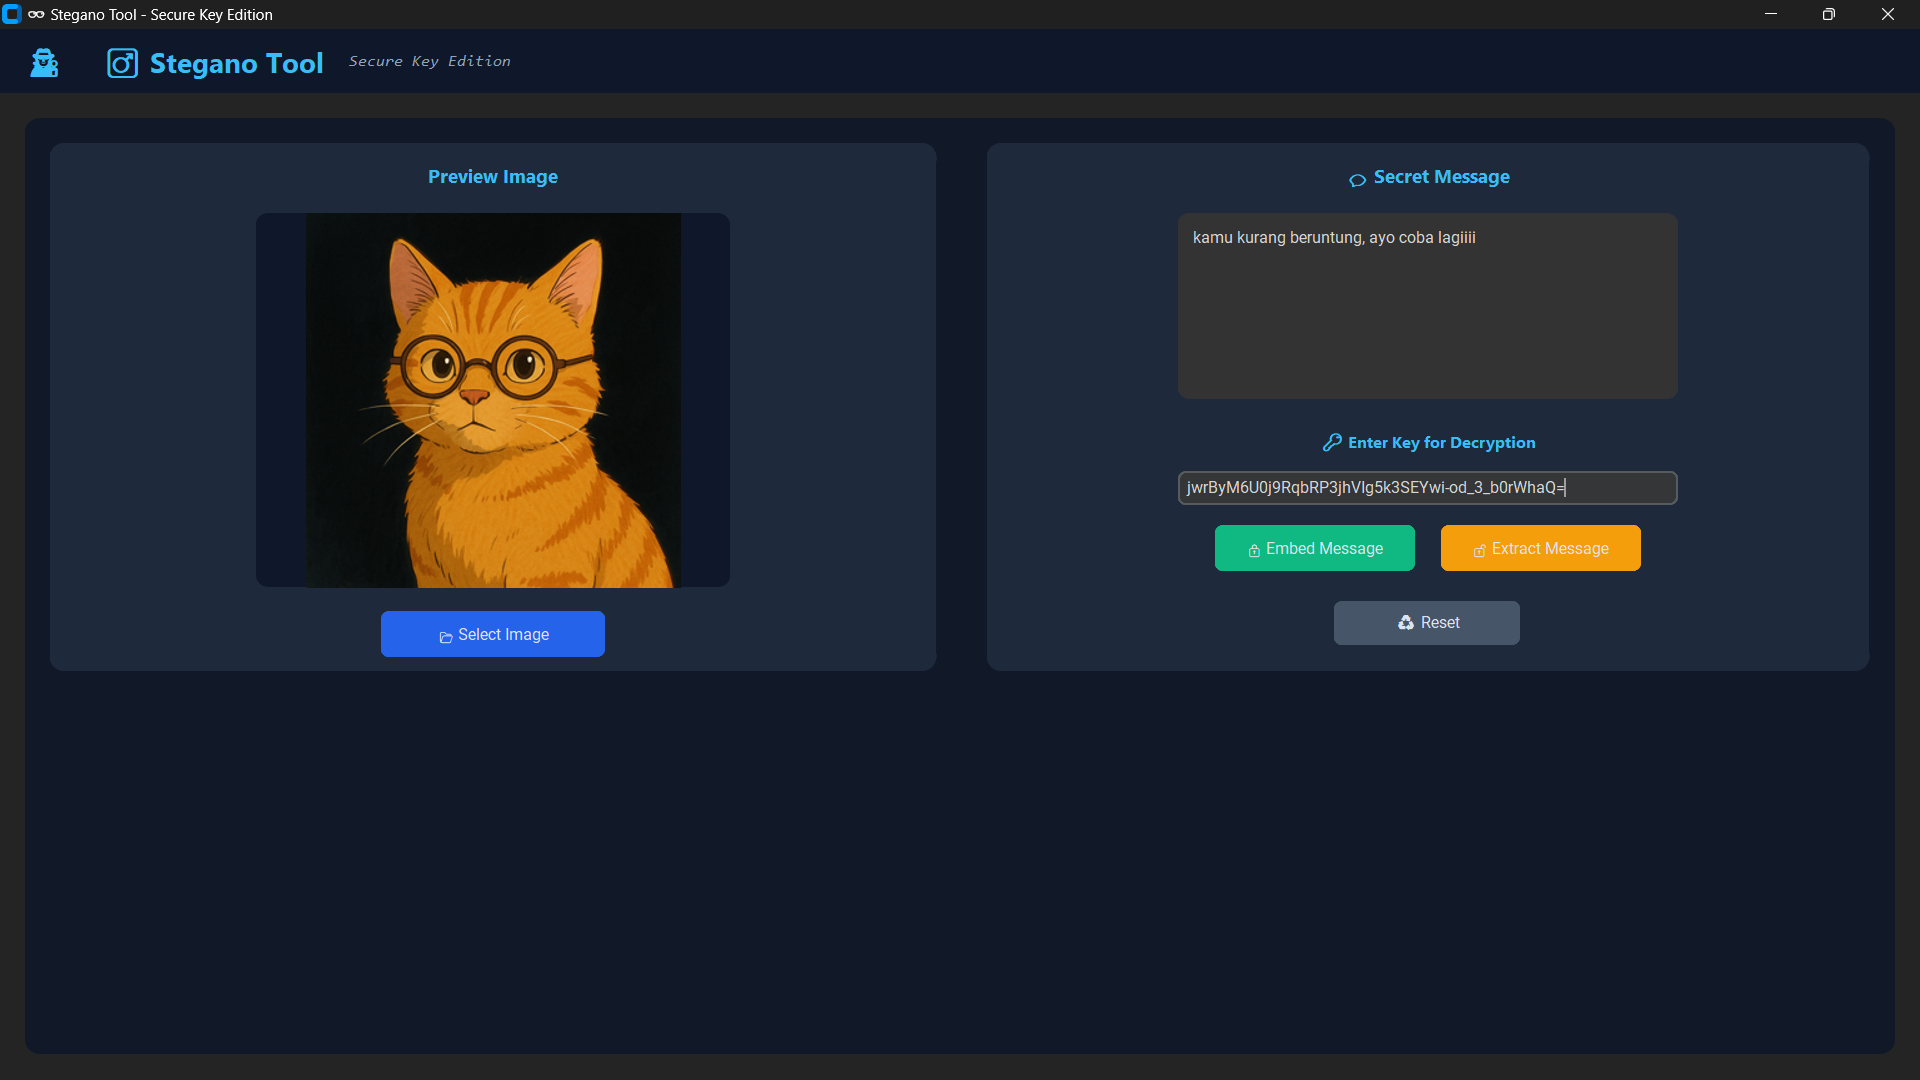 Stegano Tool - Secure Key Edition
Stegano Tool Secure Key Edition
Preview Image
Select Image
Secret Message
kamu kurang beruntung, ayo coba lagiiii
Enter Key for Decryption
jwrByM6U0j9RqbRP3jhVIg5k3SEYwi-od_3_b0rWhaQ=
Embed Message Extract Message
Reset